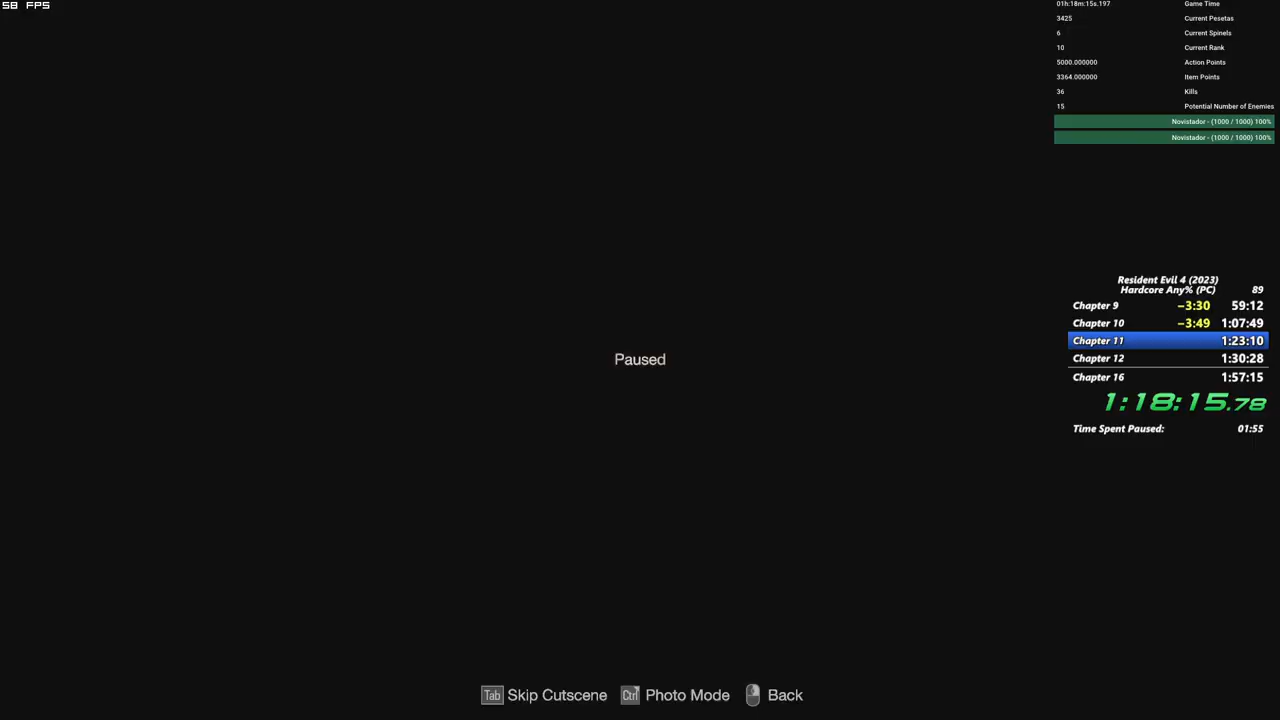 58 FPS
01h:18m:15s.197 Game Time
3425 Current Pesetas
6 Current Spinels
10 Current Rank
5000.000000 Action Points
3364.000000 Item Points
36 Kills
15 Potential Number of Enemies
Novistador - (1000 / 1000) 100%
Novistador - (1000 / 1000) 100%
Resident Evil 4 (2023)
Hardcore Any% (PC) 89
Chapter 9 −3:30 59:12
Chapter 10 −3:49 1:07:49
Chapter 11 1:23:10
Chapter 12 1:30:28
Chapter 16 1:57:15
1:18:15.78
Time Spent Paused: 01:55
Paused
Tab Skip Cutscene Ctrl Photo Mode Back